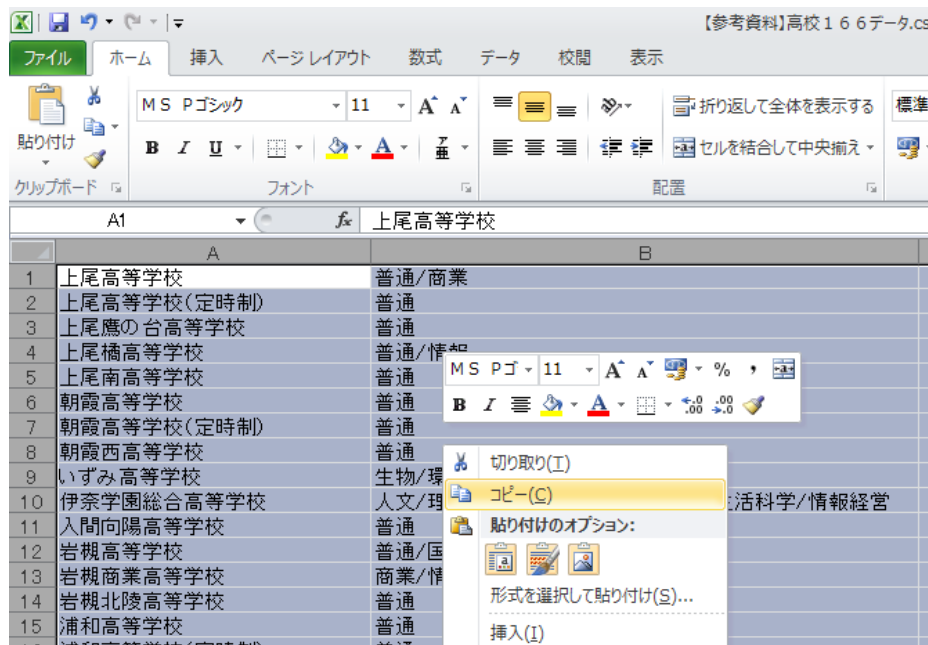 【参考資料】高校１６６データ.cs
ファイル ホーム 挿入 ページ レイアウト 数式 データ 校閲 表示
ＭＳ Ｐゴシック 11 A A 折り返して全体を表示する 標準
貼り付け B I U A セルを結合して中央揃え
クリップボード フォント 配置
A1 fx 上尾高等学校
A B
1 上尾高等学校 普通/商業
2 上尾高等学校(定時制) 普通
3 上尾鷹の台高等学校 普通
4 上尾橘高等学校 普通/情報
5 上尾南高等学校 普通
6 朝霞高等学校 普通
7 朝霞高等学校(定時制) 普通
8 朝霞西高等学校 普通
9 いずみ高等学校 生物/環
10 伊奈学園総合高等学校 人文/理 活科学/情報経営
11 入間向陽高等学校 普通
12 岩槻高等学校 普通/国
13 岩槻商業高等学校 商業/情
14 岩槻北陵高等学校 普通
15 浦和高等学校 普通
ＭＳ Ｐゴ 11 A A % ,
B I A .0 .00 .00 .0
切り取り(T)
コピー(C)
貼り付けのオプション:
形式を選択して貼り付け(S)...
挿入(I)